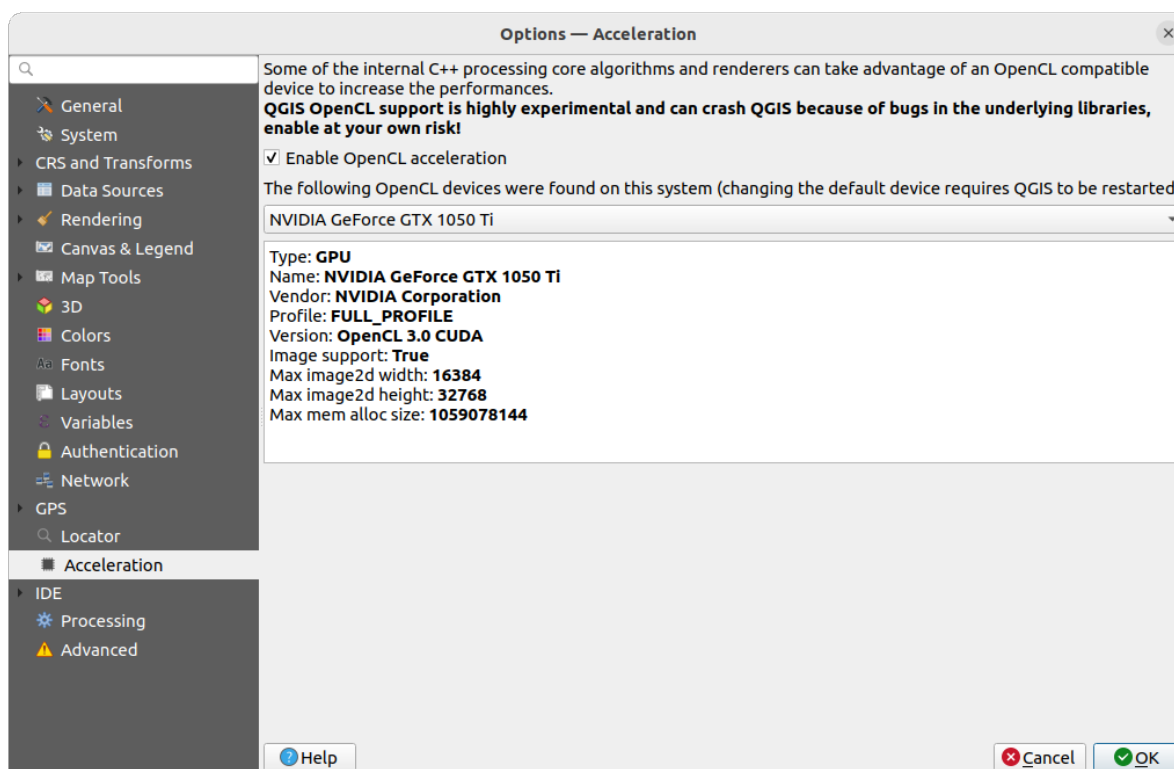 Options — Acceleration
General
System
CRS and Transforms
Data Sources
Rendering
Canvas & Legend
Map Tools
3D
Colors
Aa Fonts
Layouts
Variables
Authentication
Network
GPS
Locator
Acceleration
IDE
Processing
Advanced
Some of the internal C++ processing core algorithms and renderers can take advantage of an OpenCL compatible
device to increase the performances.
QGIS OpenCL support is highly experimental and can crash QGIS because of bugs in the underlying libraries,
enable at your own risk!
Enable OpenCL acceleration
The following OpenCL devices were found on this system (changing the default device requires QGIS to be restarted
NVIDIA GeForce GTX 1050 Ti
Type: GPU
Name: NVIDIA GeForce GTX 1050 Ti
Vendor: NVIDIA Corporation
Profile: FULL_PROFILE
Version: OpenCL 3.0 CUDA
Image support: True
Max image2d width: 16384
Max image2d height: 32768
Max mem alloc size: 1059078144
Help
Cancel
OK